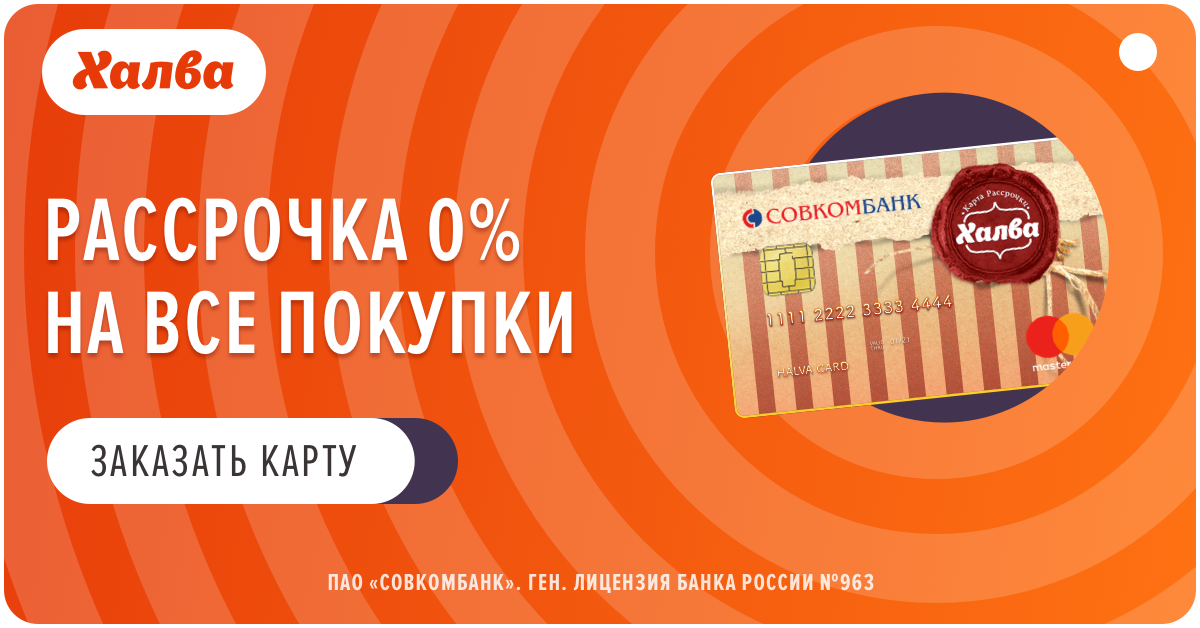 Халва
РАССРОЧКА 0%
НА ВСЕ ПОКУПКИ
ЗАКАЗАТЬ КАРТУ
СОВКОМБАНК
Карта Рассрочки
Халва
1111 2222 3333 4444
HALVA CARD
master
ПАО «СОВКОМБАНК». ГЕН. ЛИЦЕНЗИЯ БАНКА РОССИИ №963